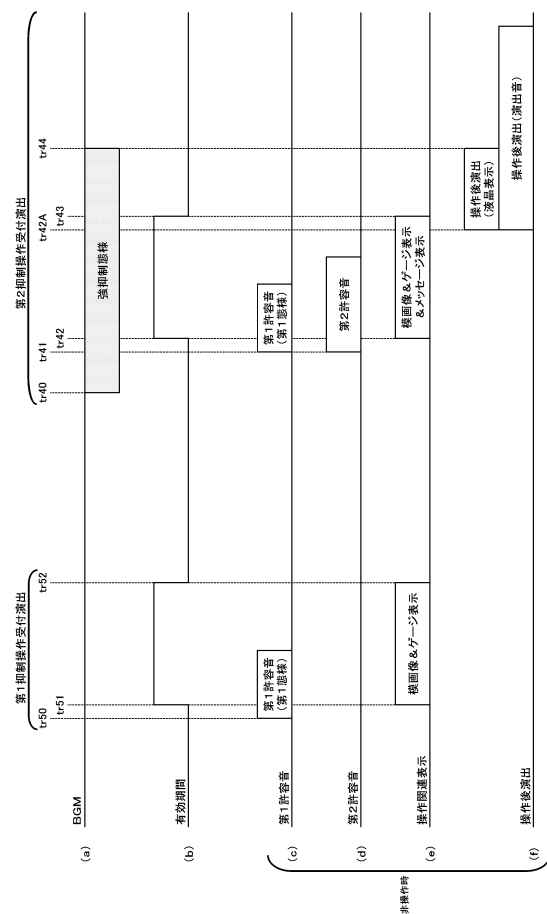 第1抑制操作受付演出
第2抑制操作受付演出
tr50
tr51
tr52
tr40
tr41
tr42
tr42A
tr43
tr44
(a)
BGM
強抑制態様
(b)
有効期間
非操作時
(c)
第1許容音
第1許容音
(第1態様)
第1許容音
(第1態様)
(d)
第2許容音
第2許容音
(e)
操作関連表示
模画像&ゲージ表示
模画像&ゲージ表示
&メッセージ表示
(f)
操作後演出
操作後演出
(液晶表示)
操作後演出(演出音)